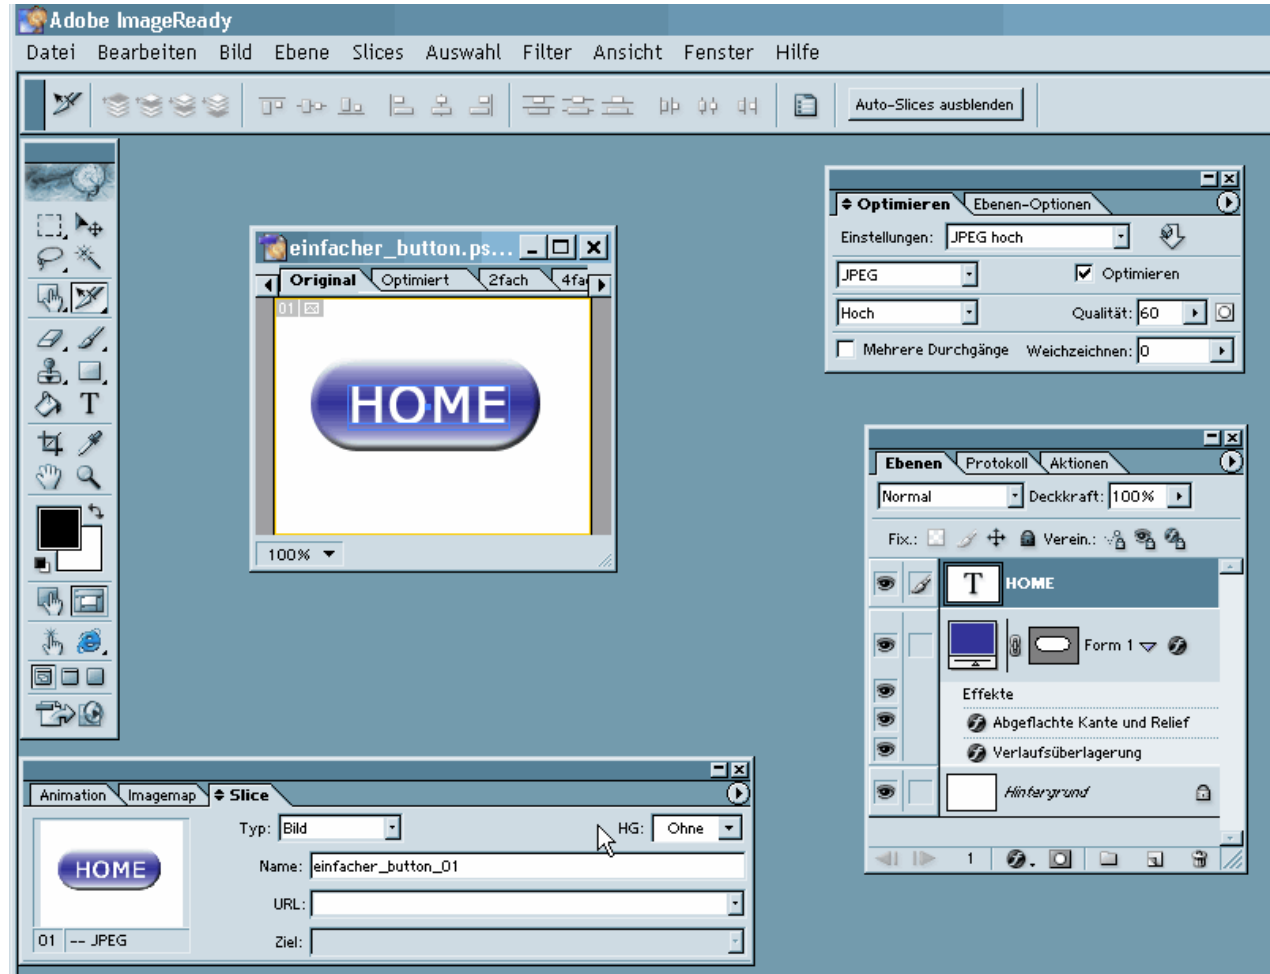 Adobe ImageReady
Datei Bearbeiten Bild Ebene Slices Auswahl Filter Ansicht Fenster Hilfe
Auto-Slices ausblenden
einfacher_button.ps...
Original Optimiert 2fach 4fac
01
HOME
100%
T
Optimieren Ebenen-Optionen
Einstellungen: JPEG hoch
JPEG Optimieren
Hoch Qualität: 60
Mehrere Durchgänge Weichzeichnen: 0
Ebenen Protokoll Aktionen
Normal Deckkraft: 100%
Fix.: Verein.:
T HOME
Form 1
Effekte
Abgeflachte Kante und Relief
Verlaufsüberlagerung
Hintergrund
1
Animation Imagemap Slice
Typ: Bild HG: Ohne
Name: einfacher_button_01
HOME
URL:
01 -- JPEG
Ziel: